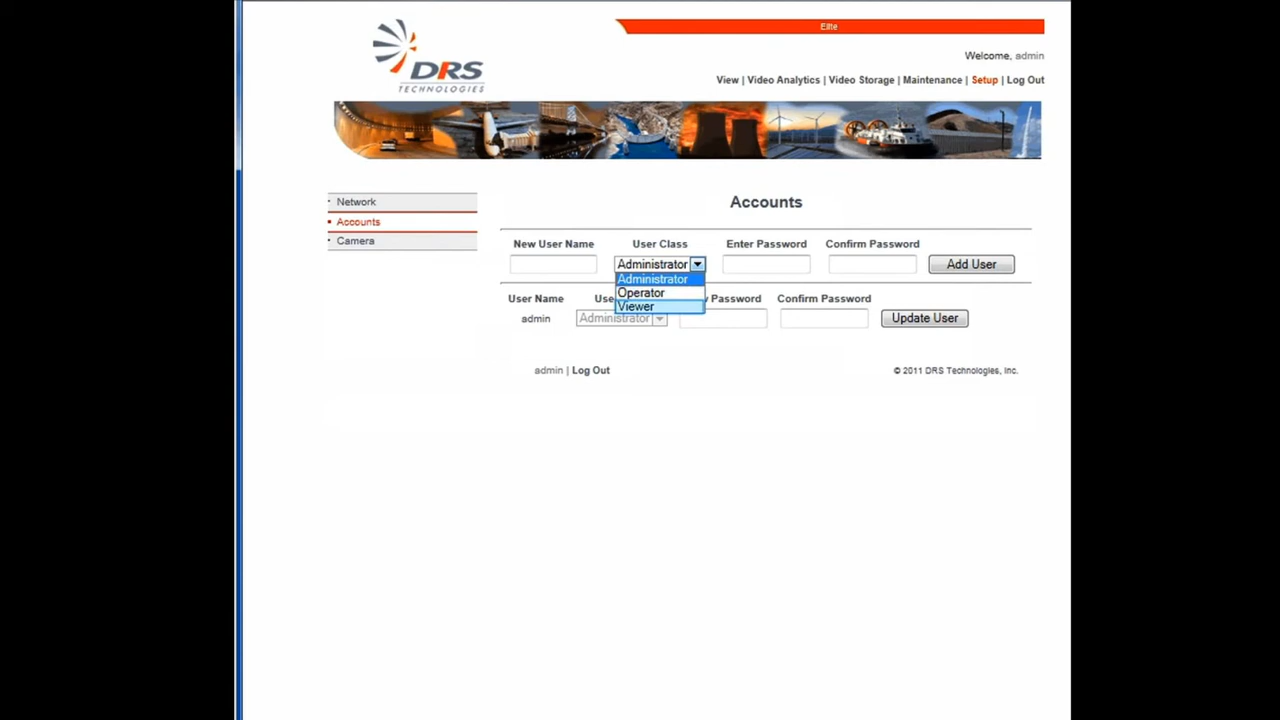 Elite
DRS
TECHNOLOGIES
Welcome, admin
View | Video Analytics | Video Storage | Maintenance | Setup | Log Out
Network
Accounts
Camera
Accounts
New User Name User Class Enter Password Confirm Password
Administrator Add User
Administrator
Operator
Viewer
User Name Use Password Confirm Password
admin Administrator Update User
admin | Log Out
© 2011 DRS Technologies, Inc.